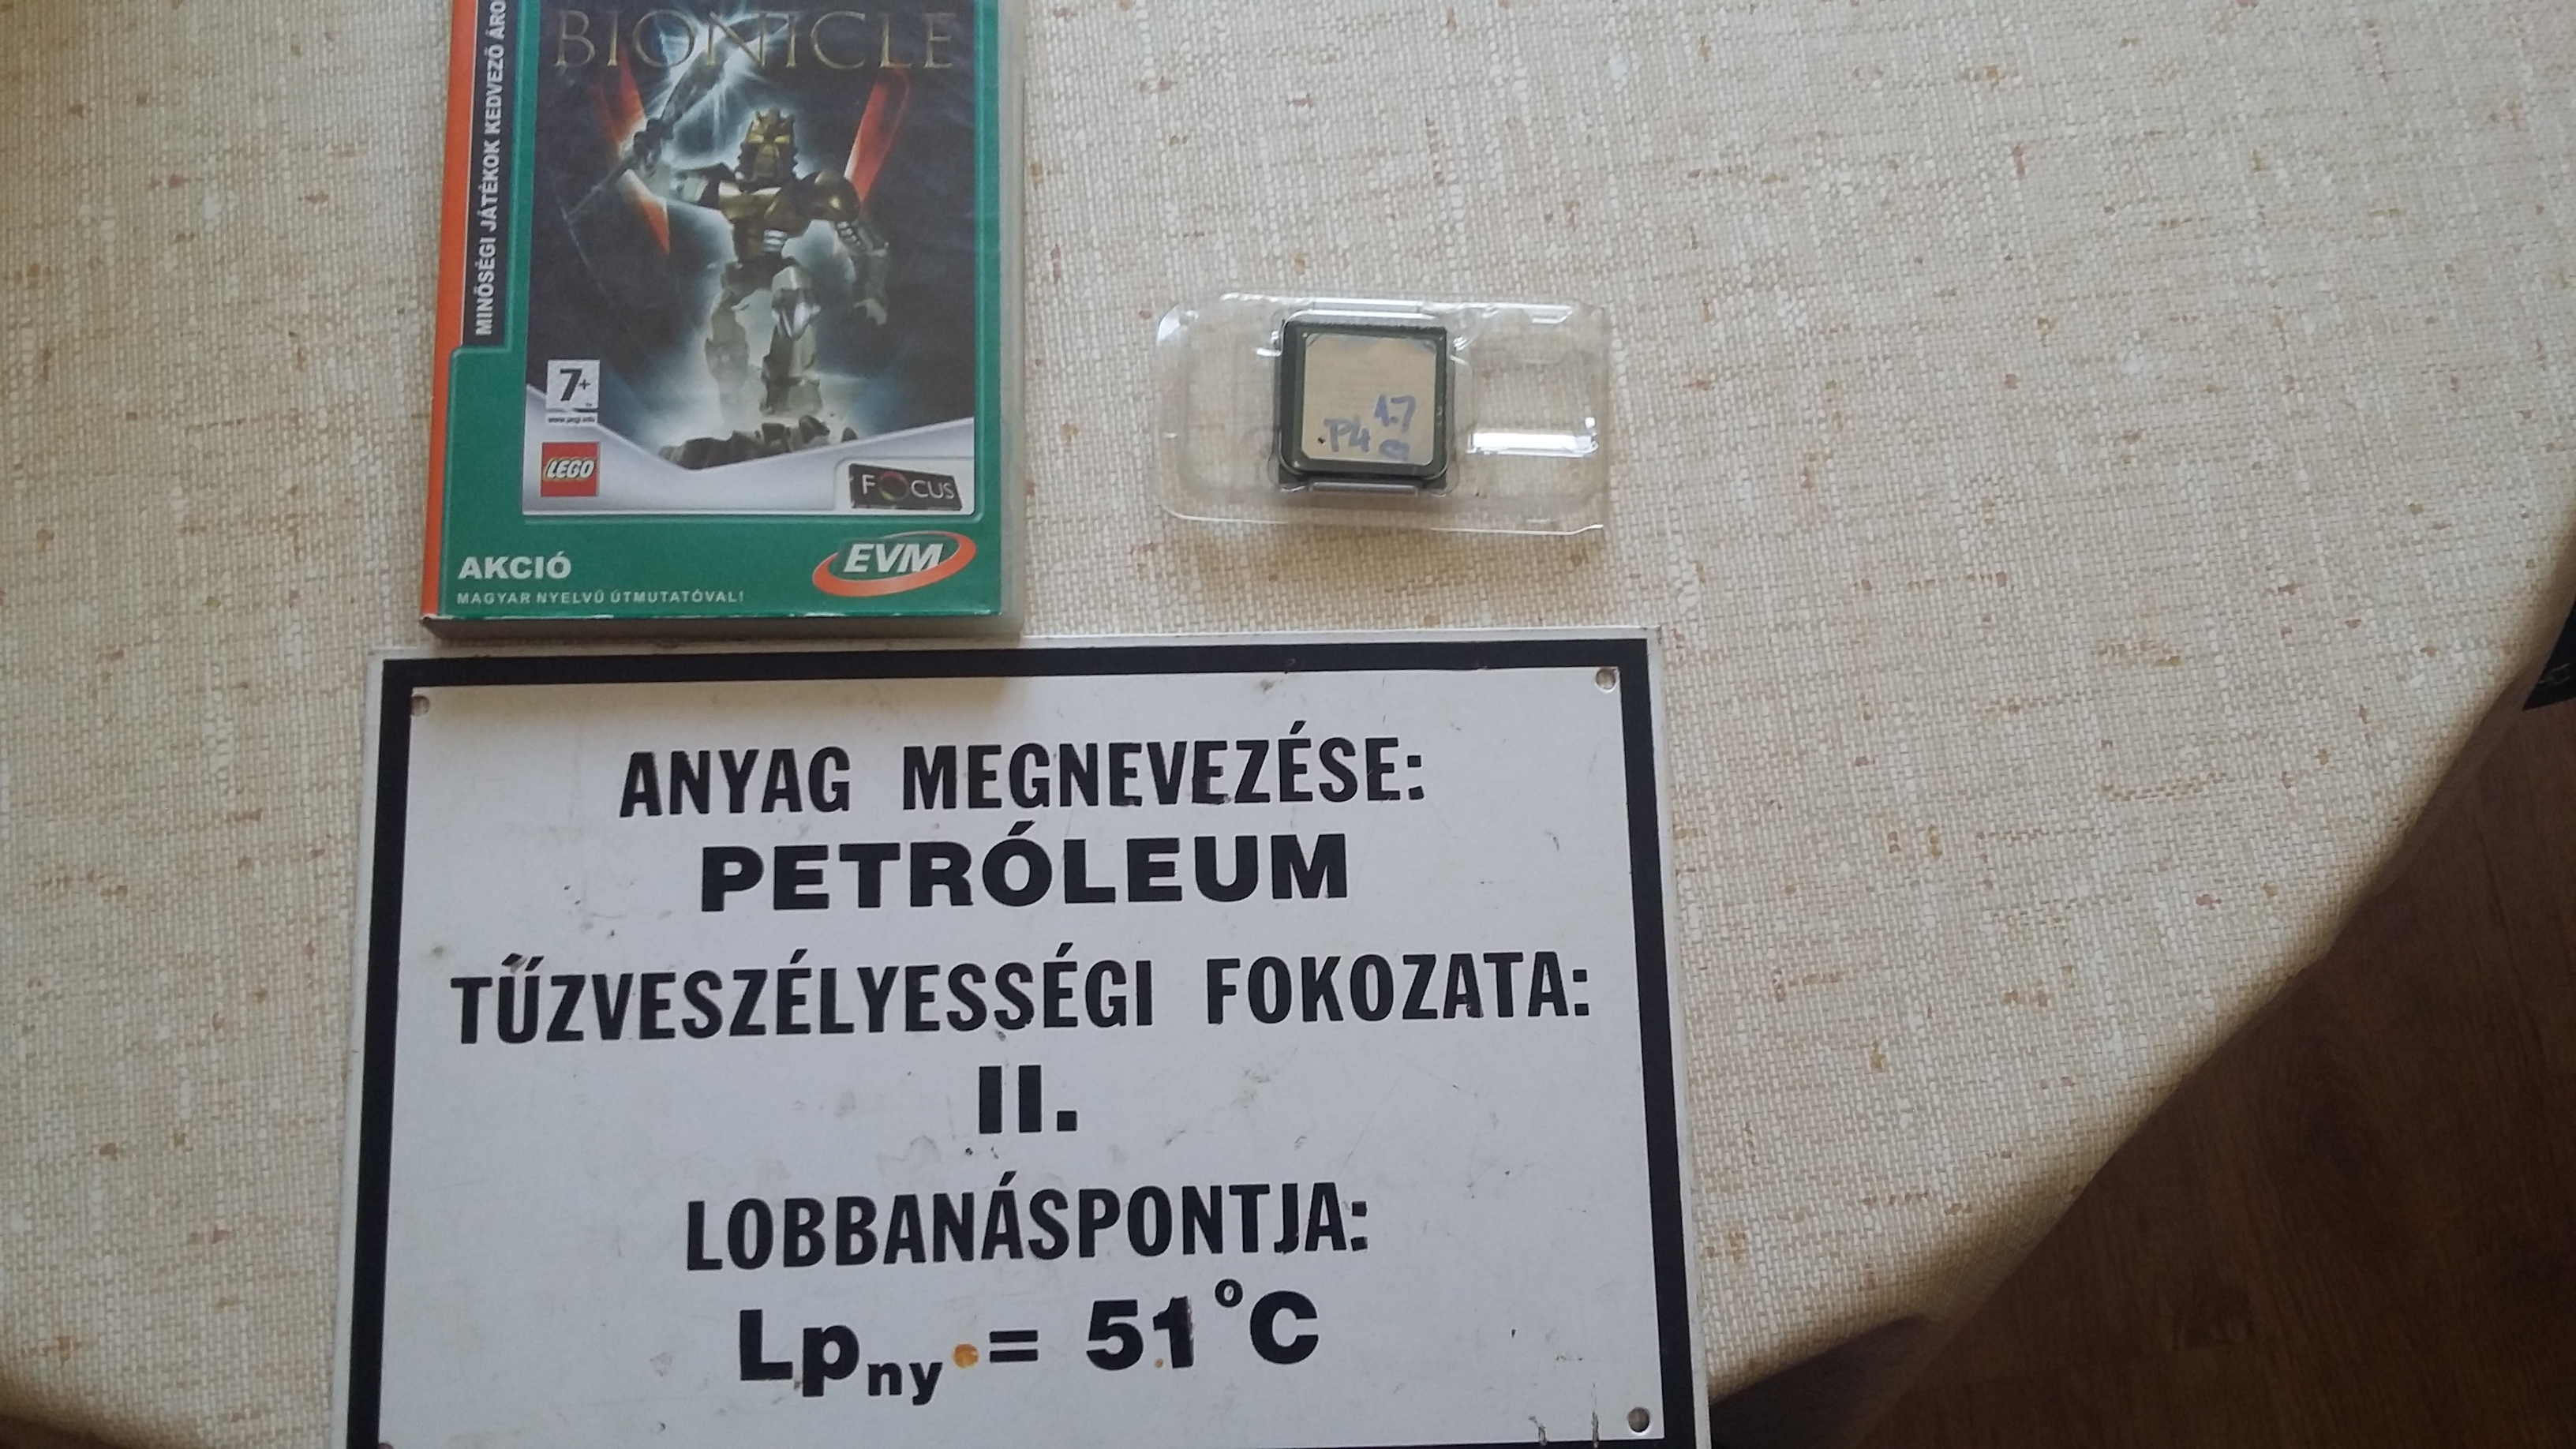 BIONICLE
MINŐSÉGI JÁTÉKOK KEDVEZŐ ÁRO
7+
LEGO
FOCUS
AKCIÓ
EVM
MAGYAR NYELVŰ ÚTMUTATÓVAL!
P4 1.7
ANYAG MEGNEVEZÉSE:
PETRÓLEUM
TŰZVESZÉLYESSÉGI FOKOZATA:
II.
LOBBANÁSPONTJA:
Lpny = 51°C